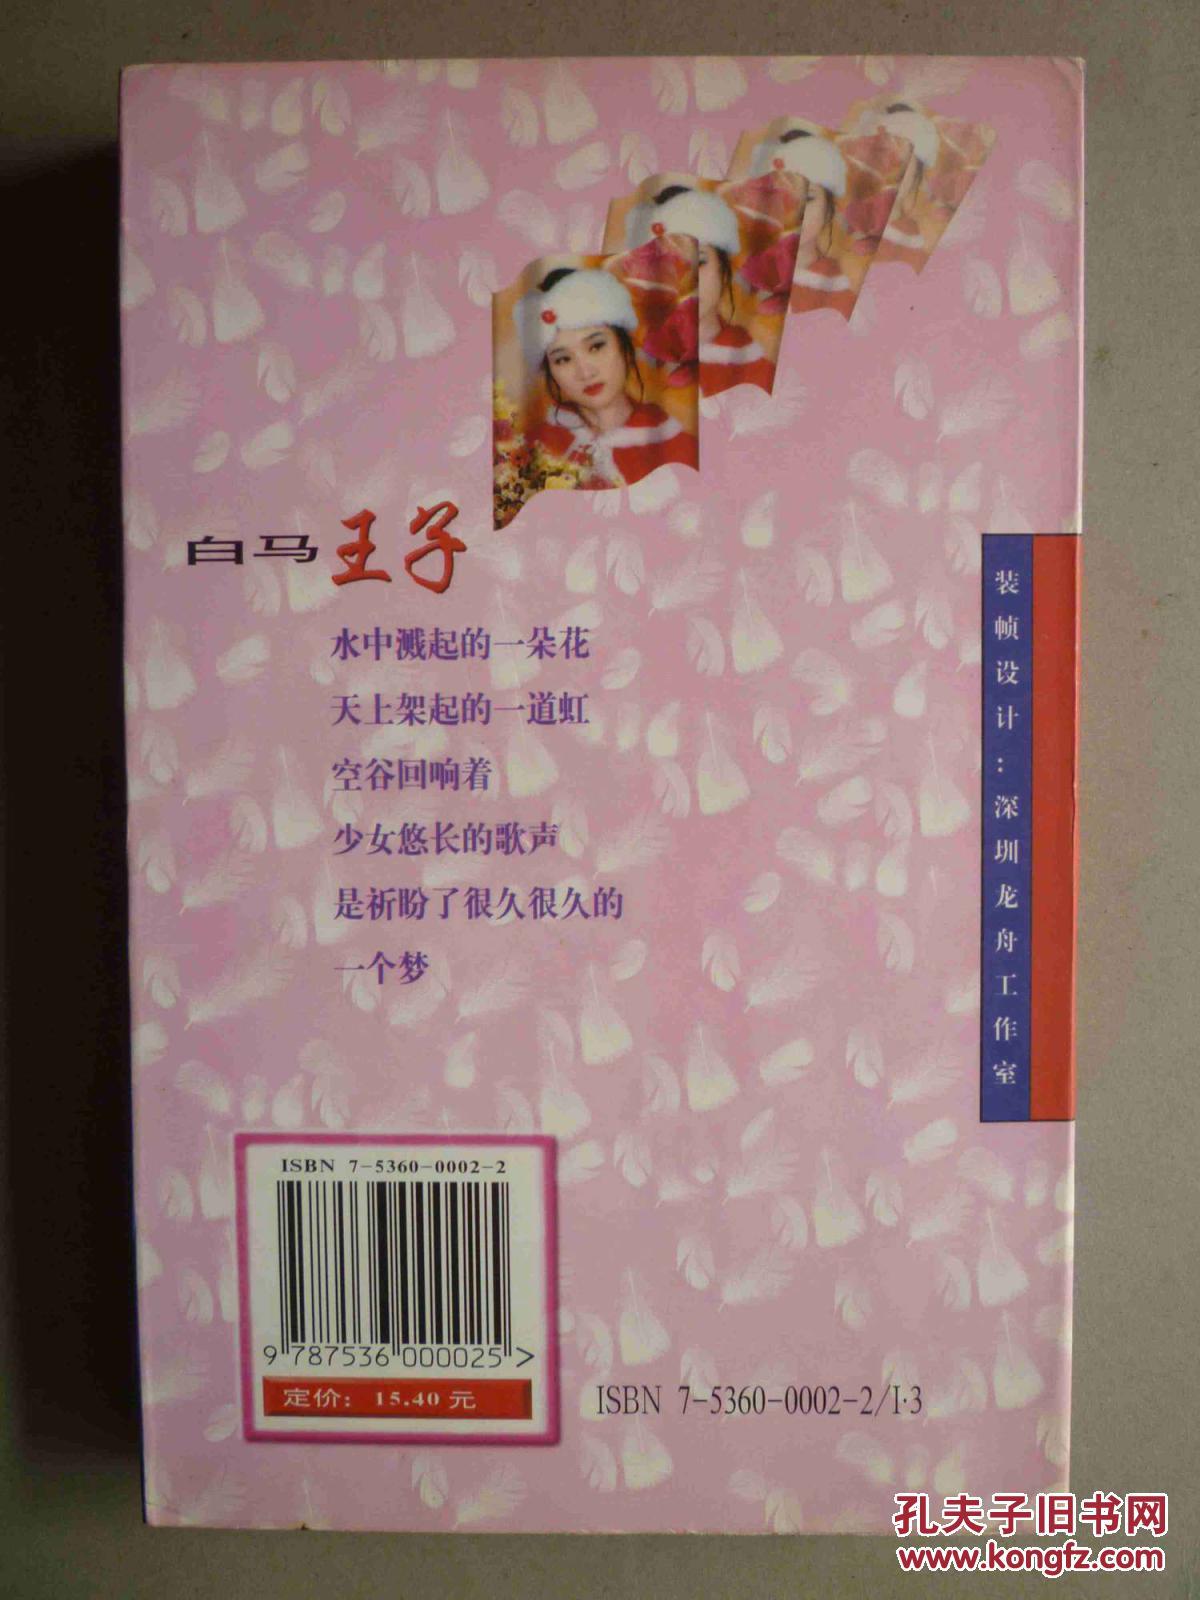 白马王子
水中溅起的一朵花
天上架起的一道虹
空谷回响着
少女悠长的歌声
是祈盼了很久很久的
一个梦
装帧设计：深圳龙舟工作室
ISBN 7-5360-0002-2
9 787536 000025 >
定价：15.40 元
ISBN 7-5360-0002-2/I·3
孔夫子旧书网
www.kongfz.com